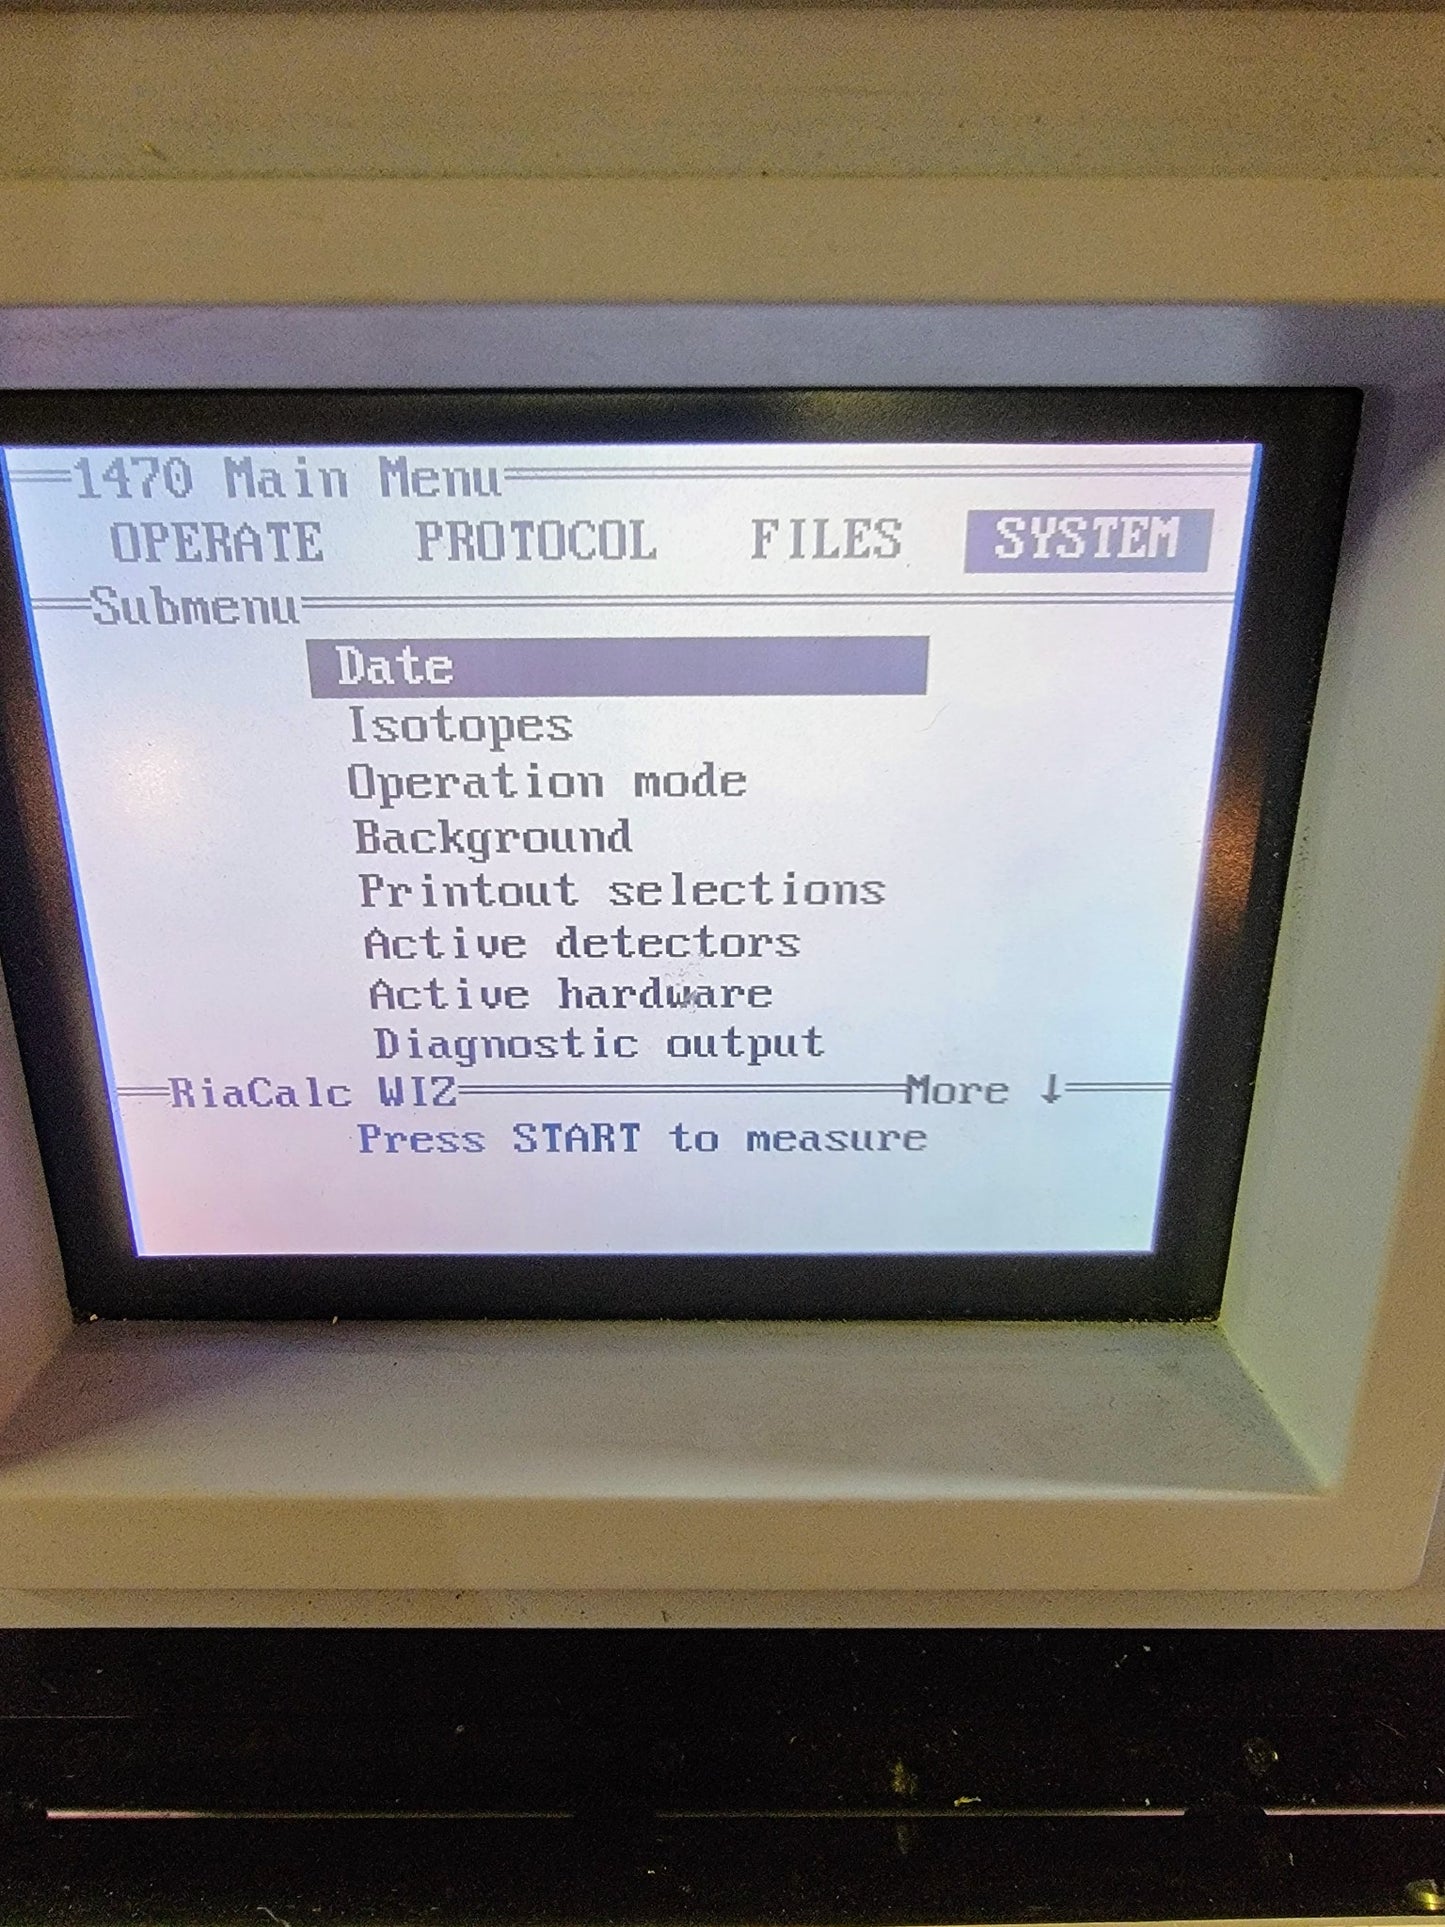 1470 Main Menu
OPERATE PROTOCOL FILES SYSTEM
Submenu
Date
Isotopes
Operation mode
Background
Printout selections
Active detectors
Active hardware
Diagnostic output
RiaCalc WIZ More ↓
Press START to measure